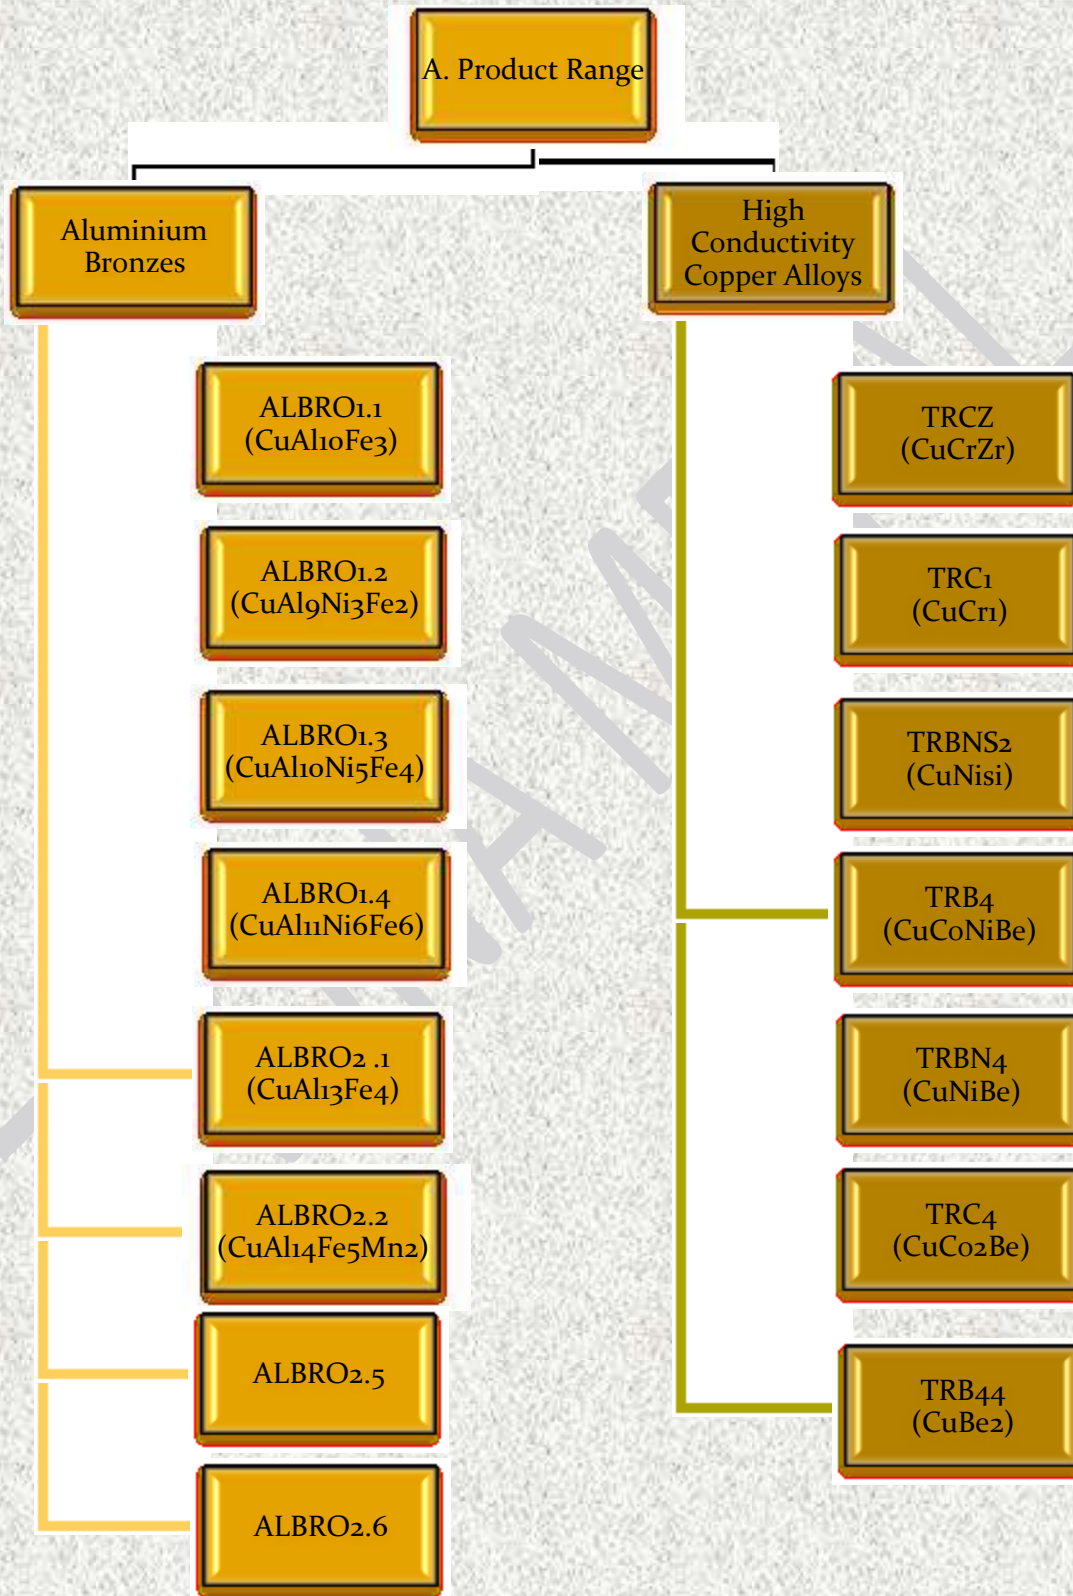 A. Product Range
Aluminium
Bronzes
High
Conductivity
Copper Alloys
ALBRO1.1
(CuAl10Fe3)
ALBRO1.2
(CuAl9Ni3Fe2)
ALBRO1.3
(CuAl10Ni5Fe4)
ALBRO1.4
(CuAl11Ni6Fe6)
ALBRO2 .1
(CuAl13Fe4)
ALBRO2.2
(CuAl14Fe5Mn2)
ALBRO2.5
ALBRO2.6
TRCZ
(CuCrZr)
TRC1
(CuCr1)
TRBNS2
(CuNisi)
TRB4
(CuCoNiBe)
TRBN4
(CuNiBe)
TRC4
(CuCo2Be)
TRB44
(CuBe2)